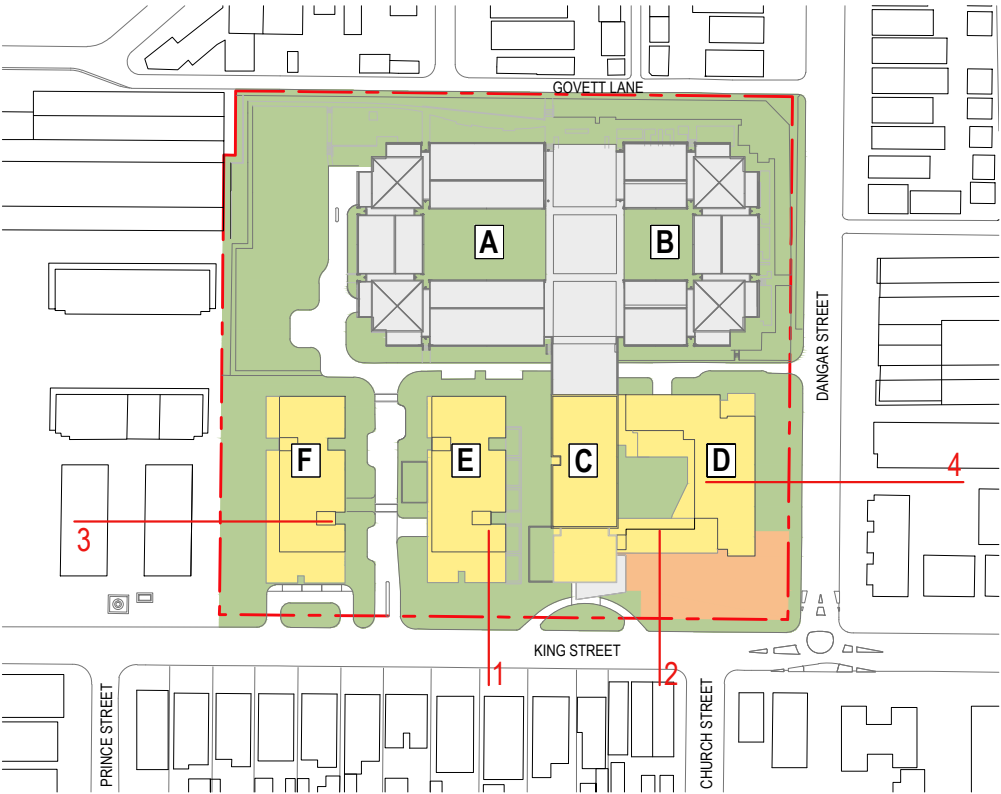 GOVETT LANE
A
B
DANGAR STREET
F
E
C
D
4
3
KING STREET
1
2
PRINCE STREET
CHURCH STREET